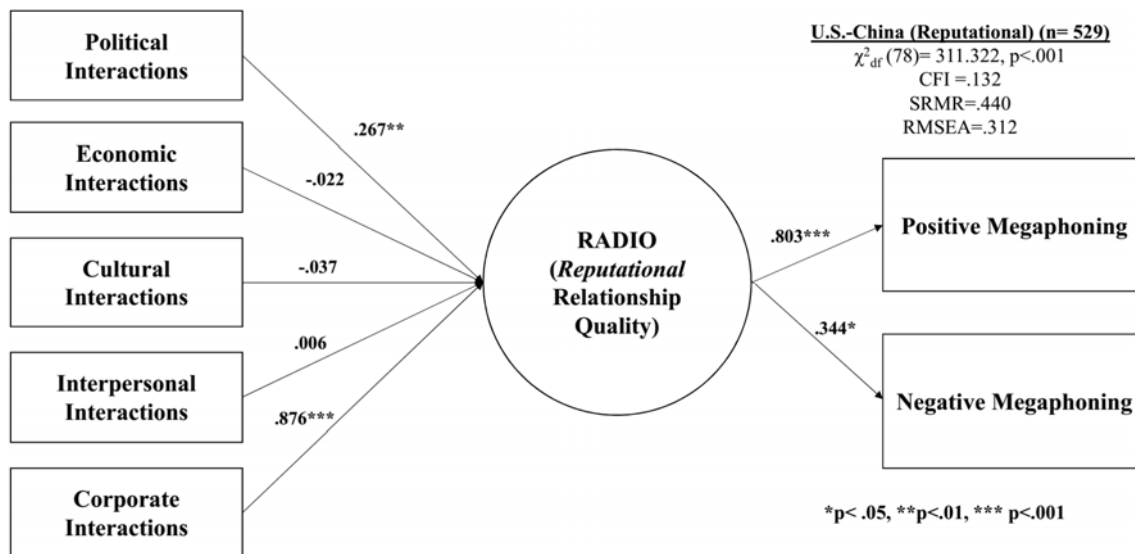 Political
Interactions
Economic
Interactions
Cultural
Interactions
Interpersonal
Interactions
Corporate
Interactions
.267**
-.022
-.037
.006
.876***
RADIO
(Reputational
Relationship
Quality)
.803***
.344*
U.S.-China (Reputational) (n= 529)
χ²df (78)= 311.322, p<.001
CFI =.132
SRMR=.440
RMSEA=.312
Positive Megaphoning
Negative Megaphoning
*p< .05, **p<.01, *** p<.001